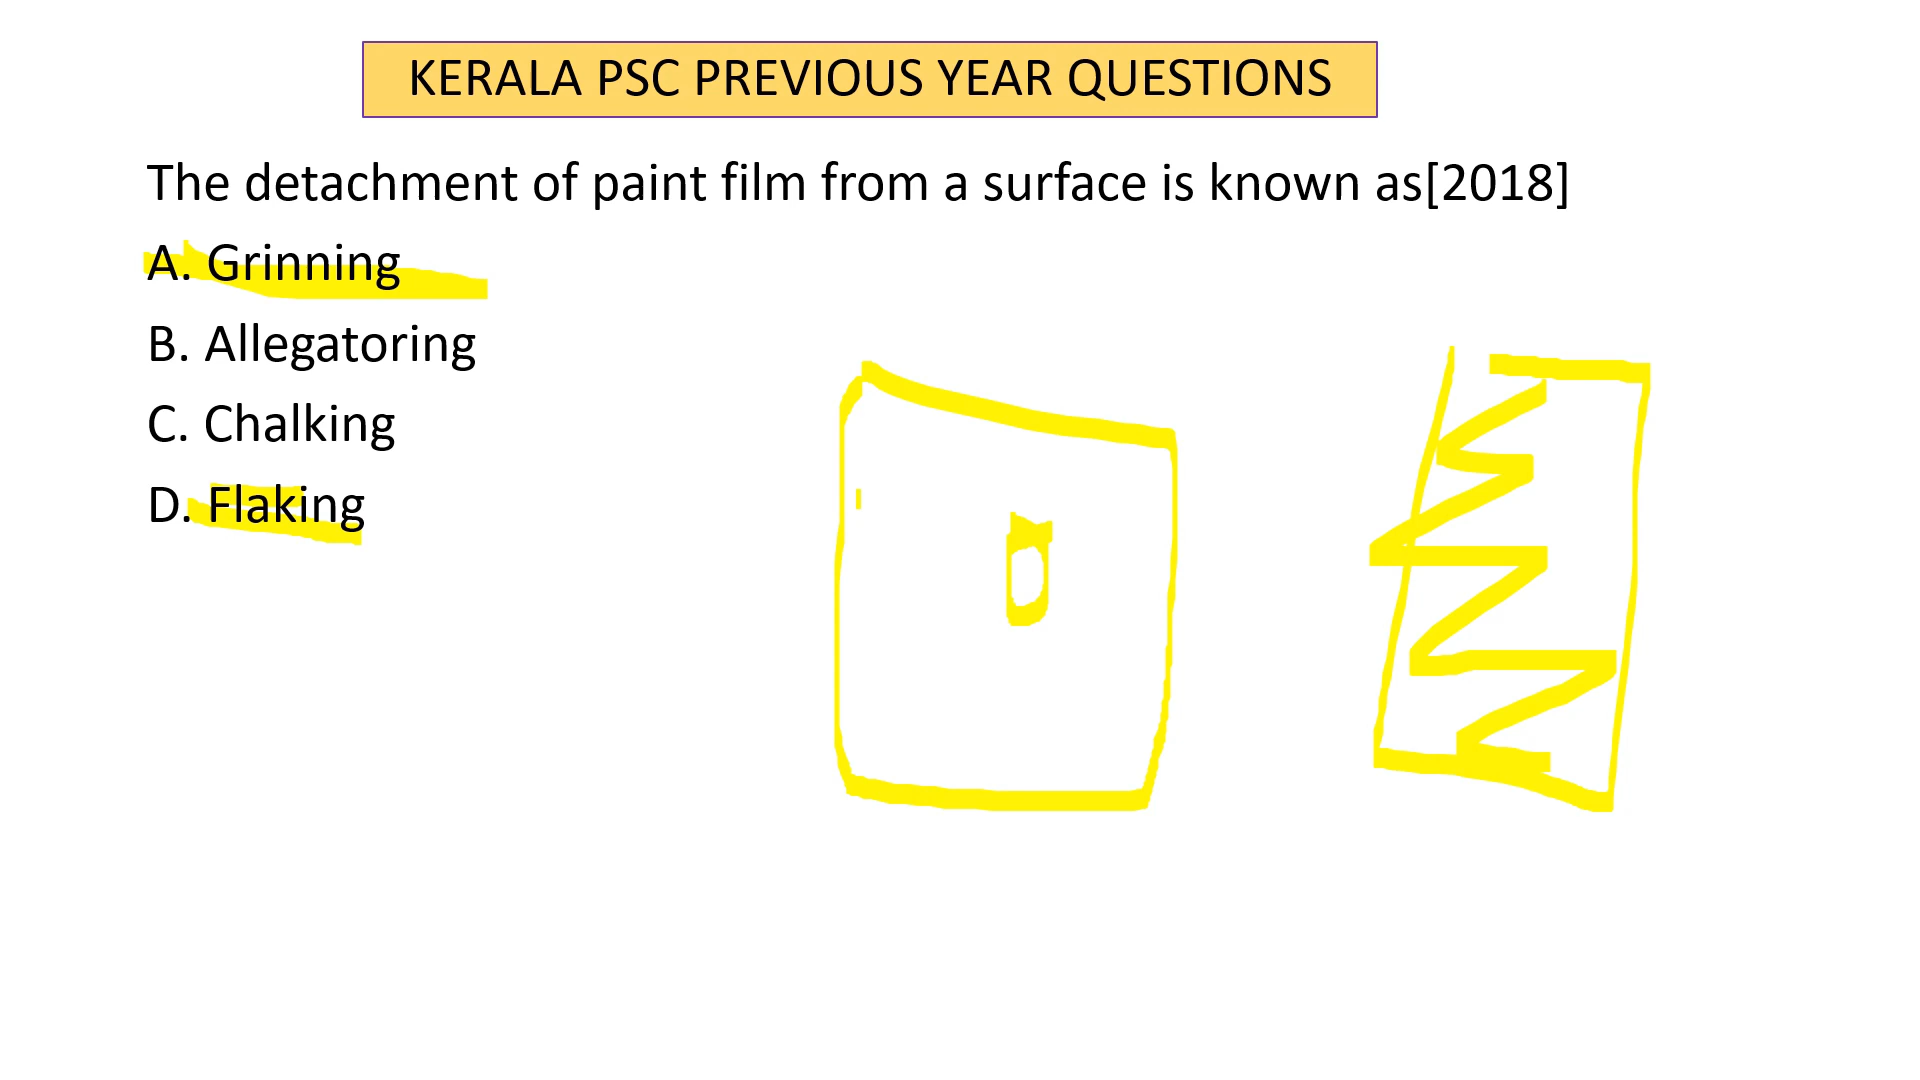 KERALA PSC PREVIOUS YEAR QUESTIONS
The detachment of paint film from a surface is known as[2018]
A. Grinning
B. Allegatoring
C. Chalking
D. Flaking